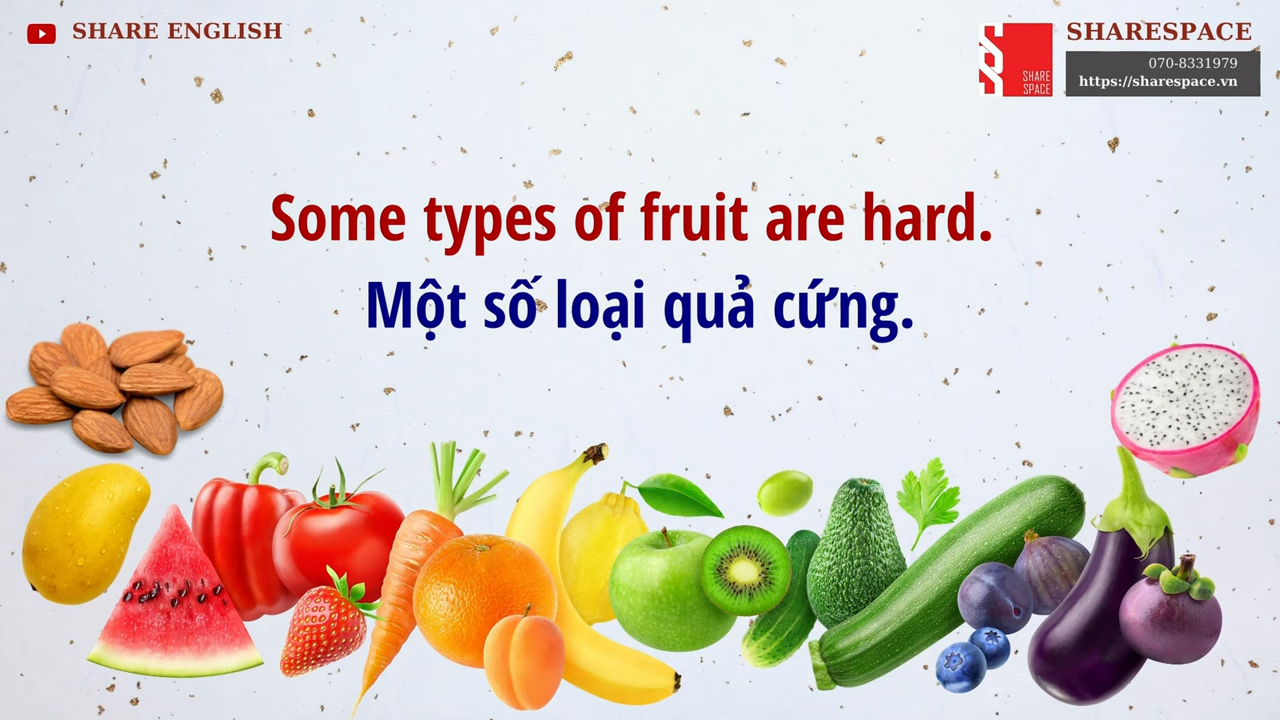 SHARE ENGLISH
SHARESPACE
SHARE
SPACE
070-8331979
https://sharespace.vn
Some types of fruit are hard.
Một số loại quả cứng.